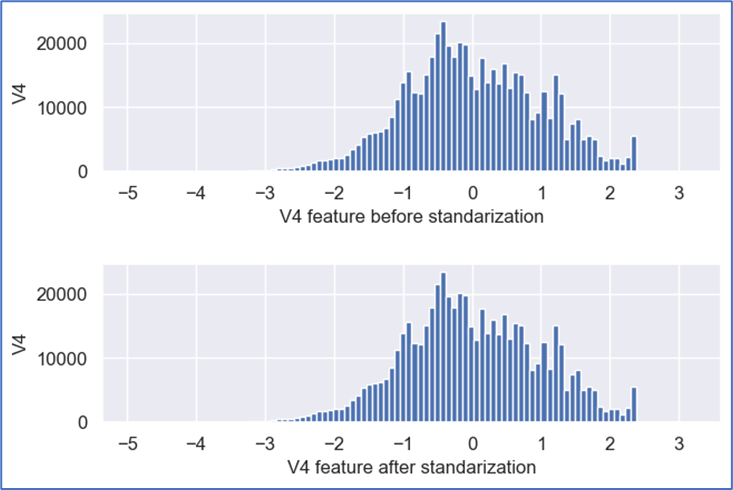 20000
10000
0
V4
−5 −4 −3 −2 −1 0 1 2 3
V4 feature before standarization
20000
10000
0
V4
−5 −4 −3 −2 −1 0 1 2 3
V4 feature after standarization